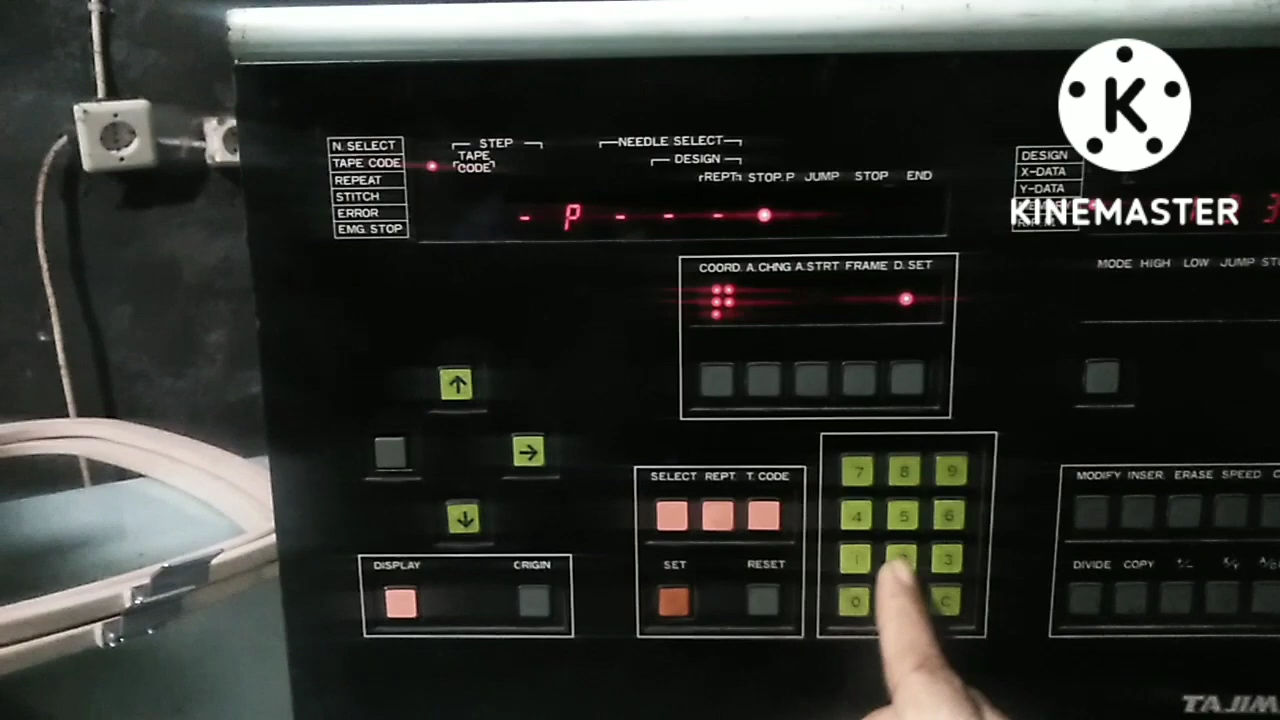 N. SELECT
TAPE CODE
REPEAT
STITCH
ERROR
EMG. STOP
STEP
TAPE
CODE
NEEDLE SELECT
DESIGN
REPT STOP.P JUMP STOP END
- P - - -
DESIGN
X-DATA
Y-DATA
K
KINEMASTER
3
COORD. A.CHNG A.STRT FRAME D.SET
MODE HIGH LOW JUMP
SELECT REPT T.CODE
SET RESET
DISPLAY ORIGIN
7 8 9
4 5 6
1 3
0 C
MODIFY INSER. ERASE SPEED
DIVIDE COPY
TAJIM